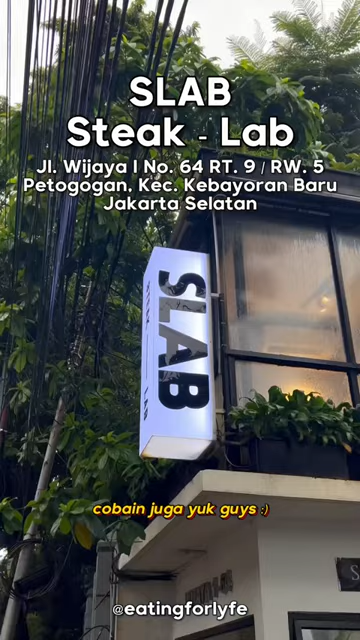 SLAB
Steak - Lab
Jl. Wijaya I No. 64 RT. 9 / RW. 5
Petogogan, Kec. Kebayoran Baru
Jakarta Selatan
SLAB
cobain juga yuk guys :)
@eatingforlyfe